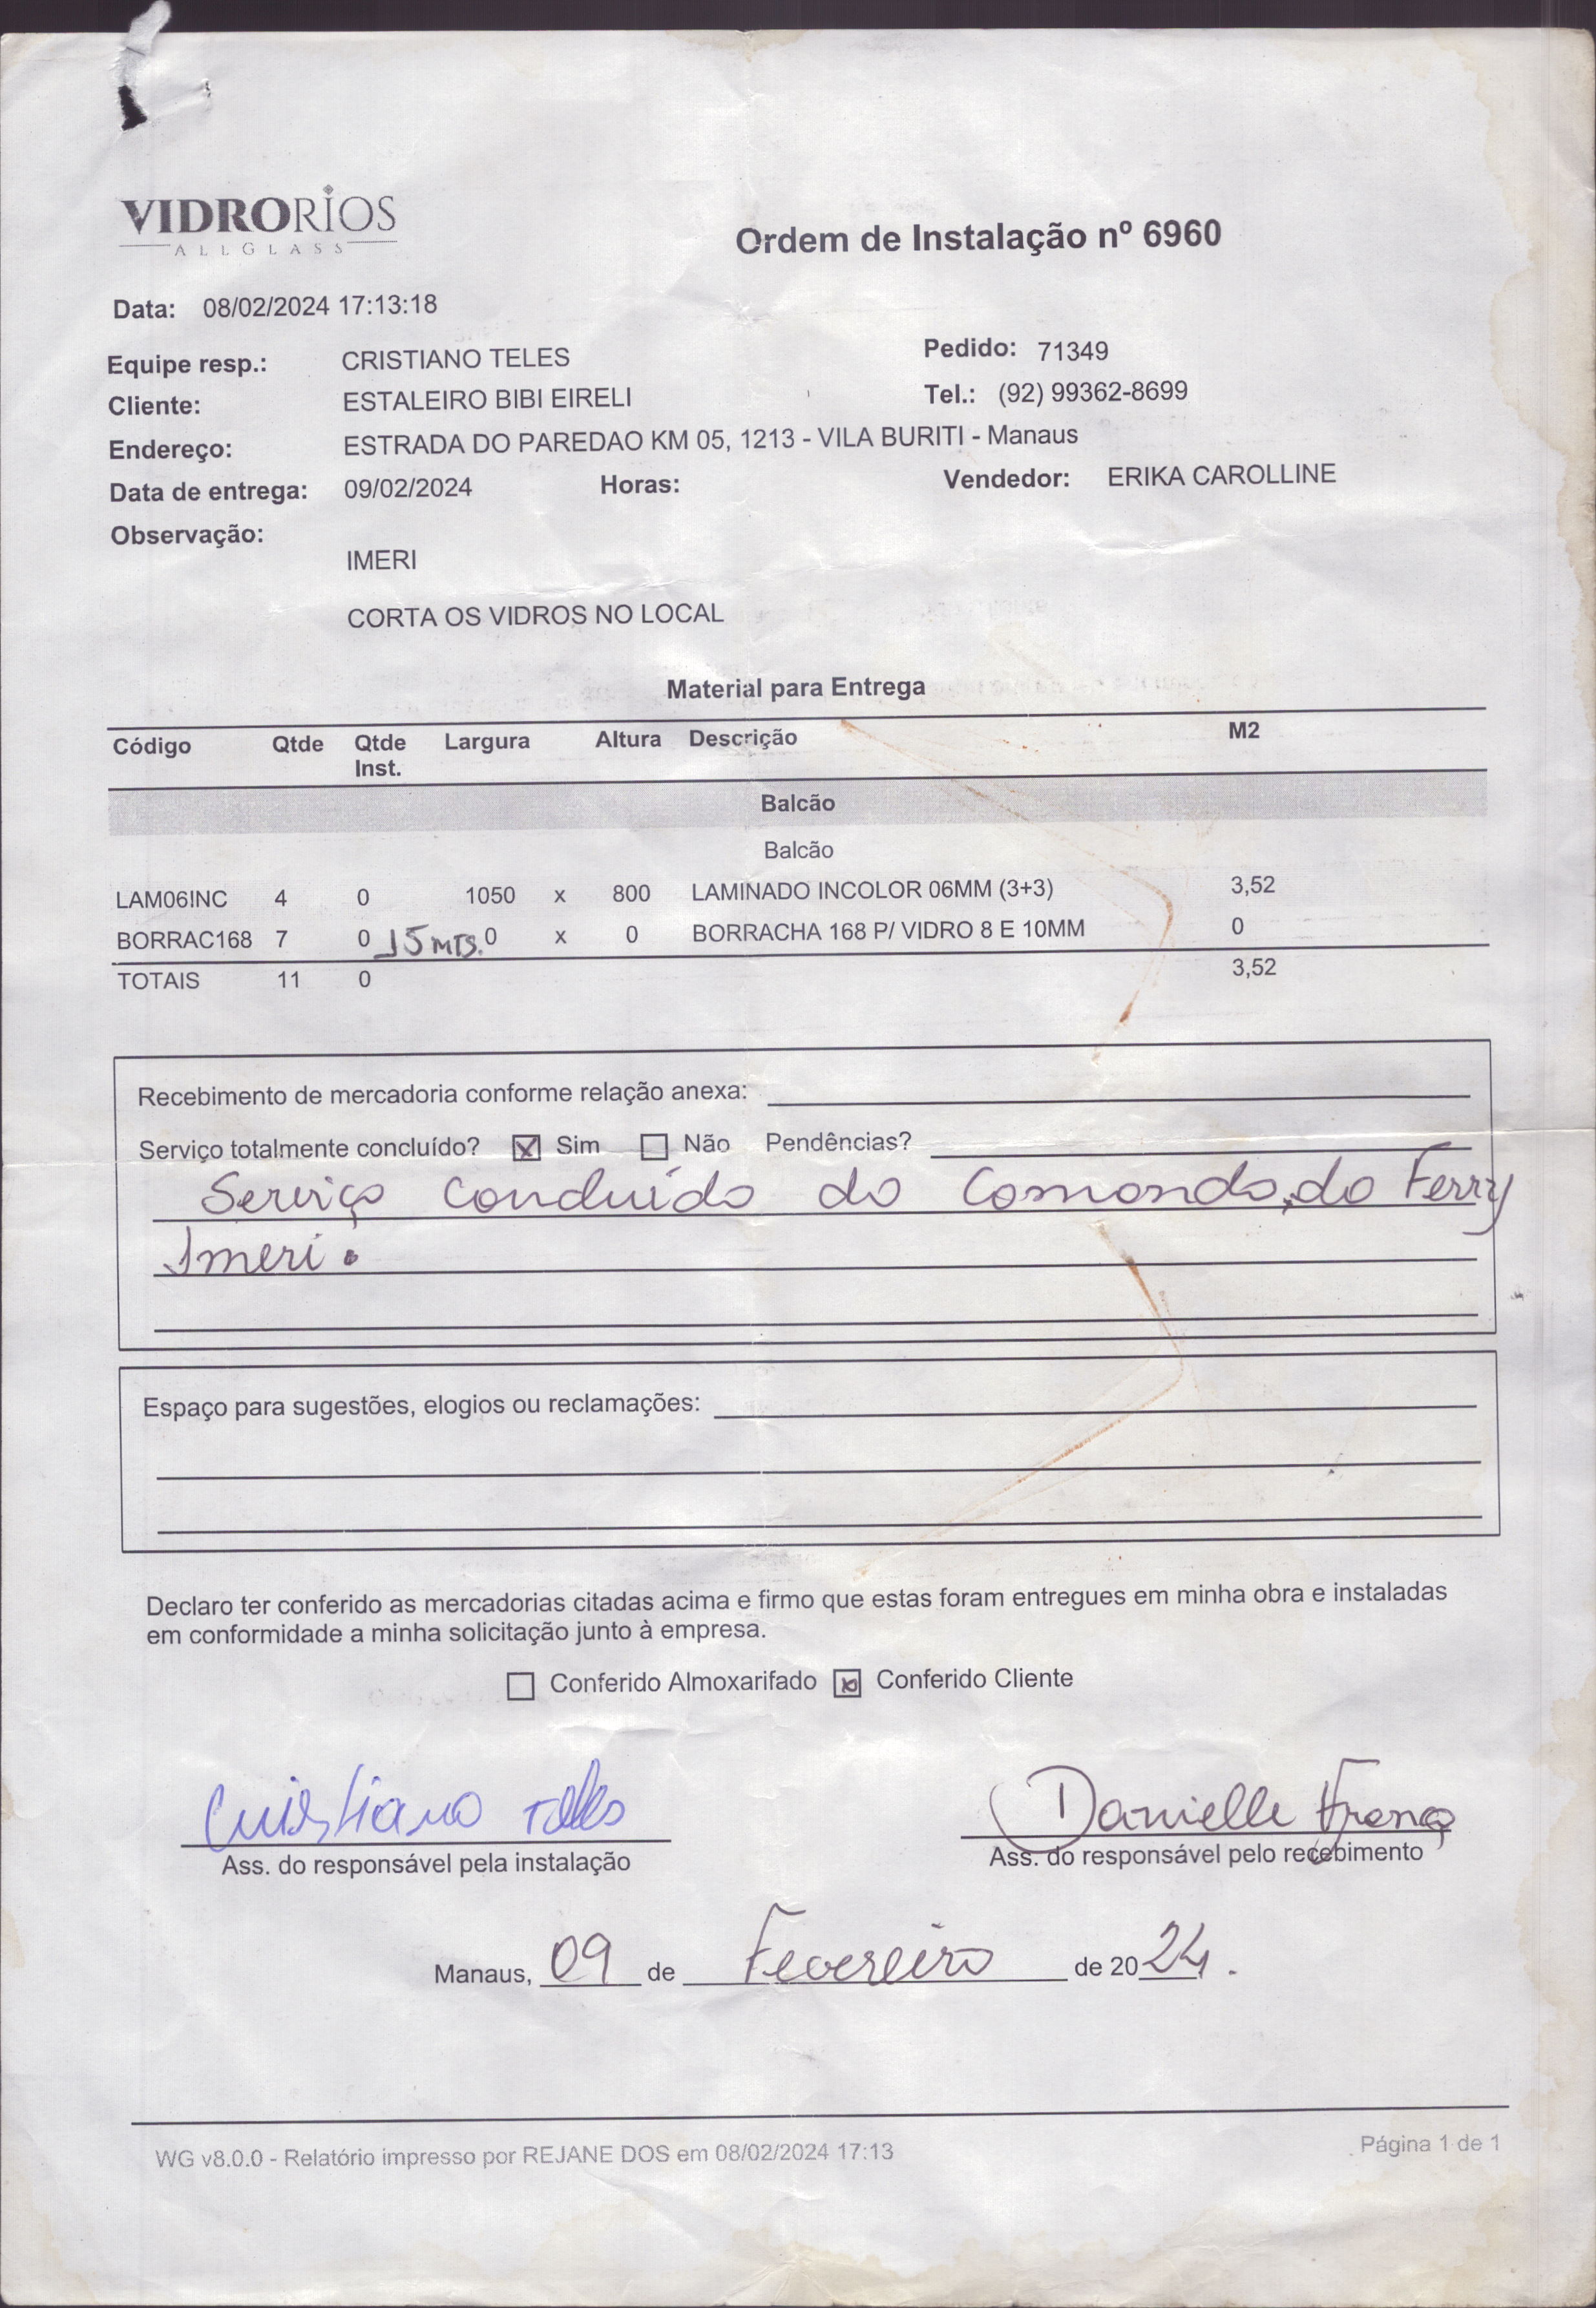 VIDRORÍOS
ALLGLASS
Ordem de Instalação nº 6960
Data: 08/02/2024 17:13:18
Equipe resp.: CRISTIANO TELES Pedido: 71349
Cliente: ESTALEIRO BIBI EIRELI Tel.: (92) 99362-8699
Endereço: ESTRADA DO PAREDAO KM 05, 1213 - VILA BURITI - Manaus
Data de entrega: 09/02/2024 Horas: Vendedor: ERIKA CAROLLINE
Observação:
IMERI
CORTA OS VIDROS NO LOCAL
Material para Entrega
Código Qtde Qtde Inst. Largura Altura Descrição M2
Balcão
Balcão
LAM06INC 4 0 1050 x 800 LAMINADO INCOLOR 06MM (3+3) 3,52
BORRAC168 7 0 15 mts. 0 x 0 BORRACHA 168 P/ VIDRO 8 E 10MM 0
TOTAIS 11 0 3,52
Recebimento de mercadoria conforme relação anexa:
Serviço totalmente concluído? Sim Não Pendências?
Serviço Concluído do Comando, do Ferry
Imeri.
Espaço para sugestões, elogios ou reclamações:
Declaro ter conferido as mercadorias citadas acima e firmo que estas foram entregues em minha obra e instaladas
em conformidade a minha solicitação junto à empresa.
Conferido Almoxarifado Conferido Cliente
Cristiano Teles Danielle França
Ass. do responsável pela instalação Ass. do responsável pelo recebimento
Manaus, 09 de Fevereiro de 2024.
WG v8.0.0 - Relatório impresso por REJANE DOS em 08/02/2024 17:13 Página 1 de 1